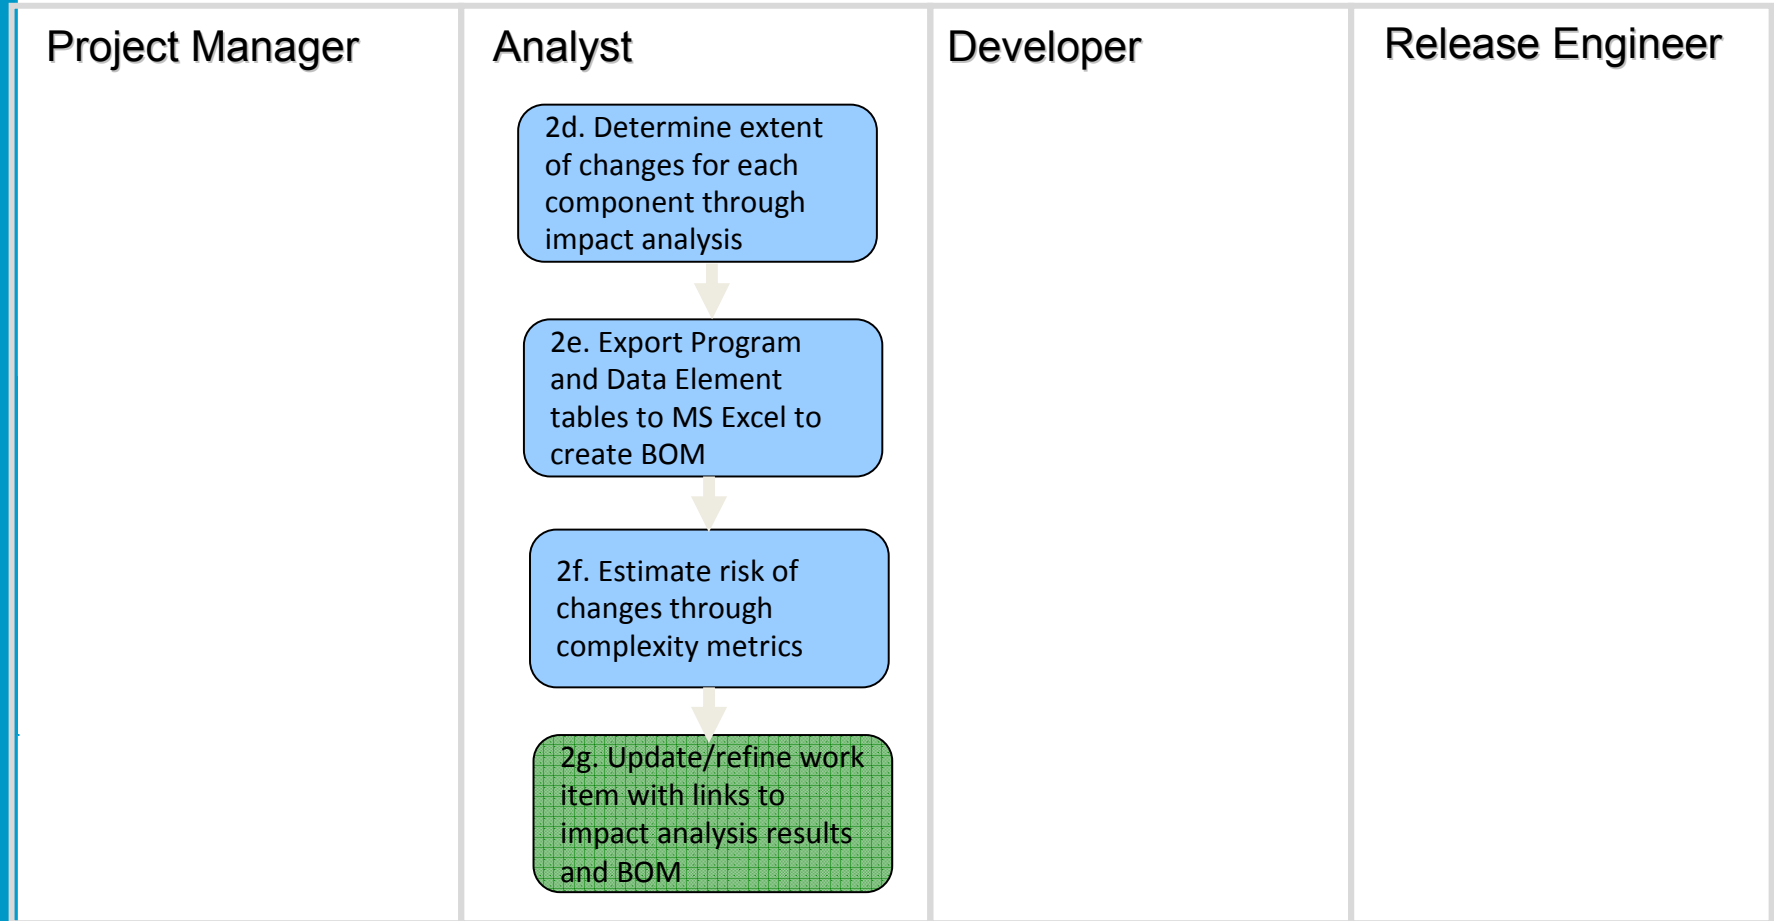 Project Manager
Analyst
Developer
Release Engineer
2d. Determine extent
of changes for each
component through
impact analysis
2e. Export Program
and Data Element
tables to MS Excel to
create BOM
2f. Estimate risk of
changes through
complexity metrics
2g. Update/refine work
item with links to
impact analysis results
and BOM